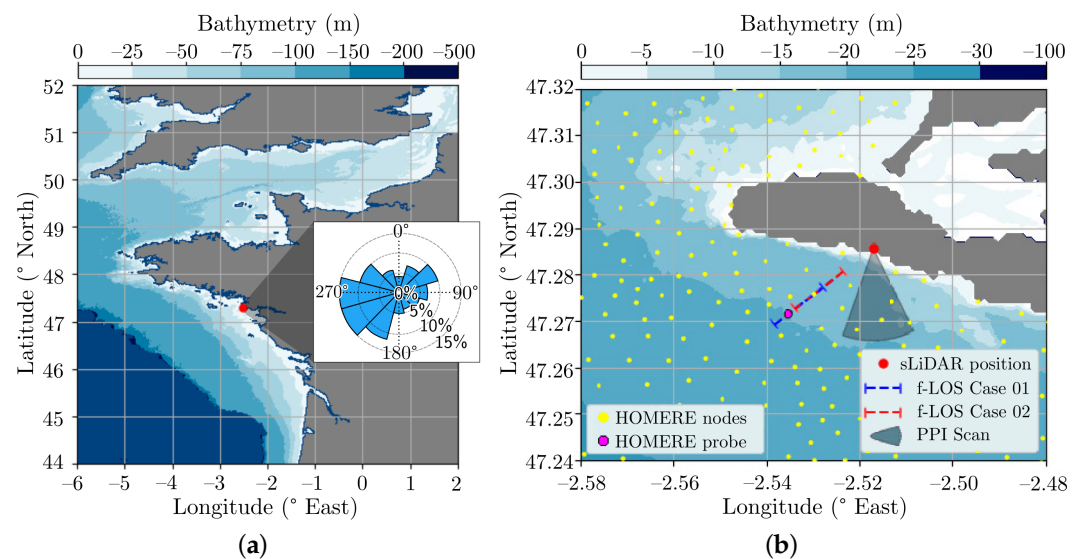 Bathymetry (m)
0 −25 −50 −75 −100 −150 −200 −500
52
51
50
49
48
47
46
45
44
Latitude (° North)
−6 −5 −4 −3 −2 −1 0 1 2
Longitude (° East)
0°
270° 0% 90°
5%
10%
15%
180°
(a)
Bathymetry (m)
0 −5 −10 −15 −20 −25 −30 −100
47.32
47.31
47.30
47.29
47.28
47.27
47.26
47.25
47.24
Latitude (° North)
sLiDAR position
f-LOS Case 01
f-LOS Case 02
PPI Scan
HOMERE nodes
HOMERE probe
−2.58 −2.56 −2.54 −2.52 −2.50 −2.48
Longitude (° East)
(b)